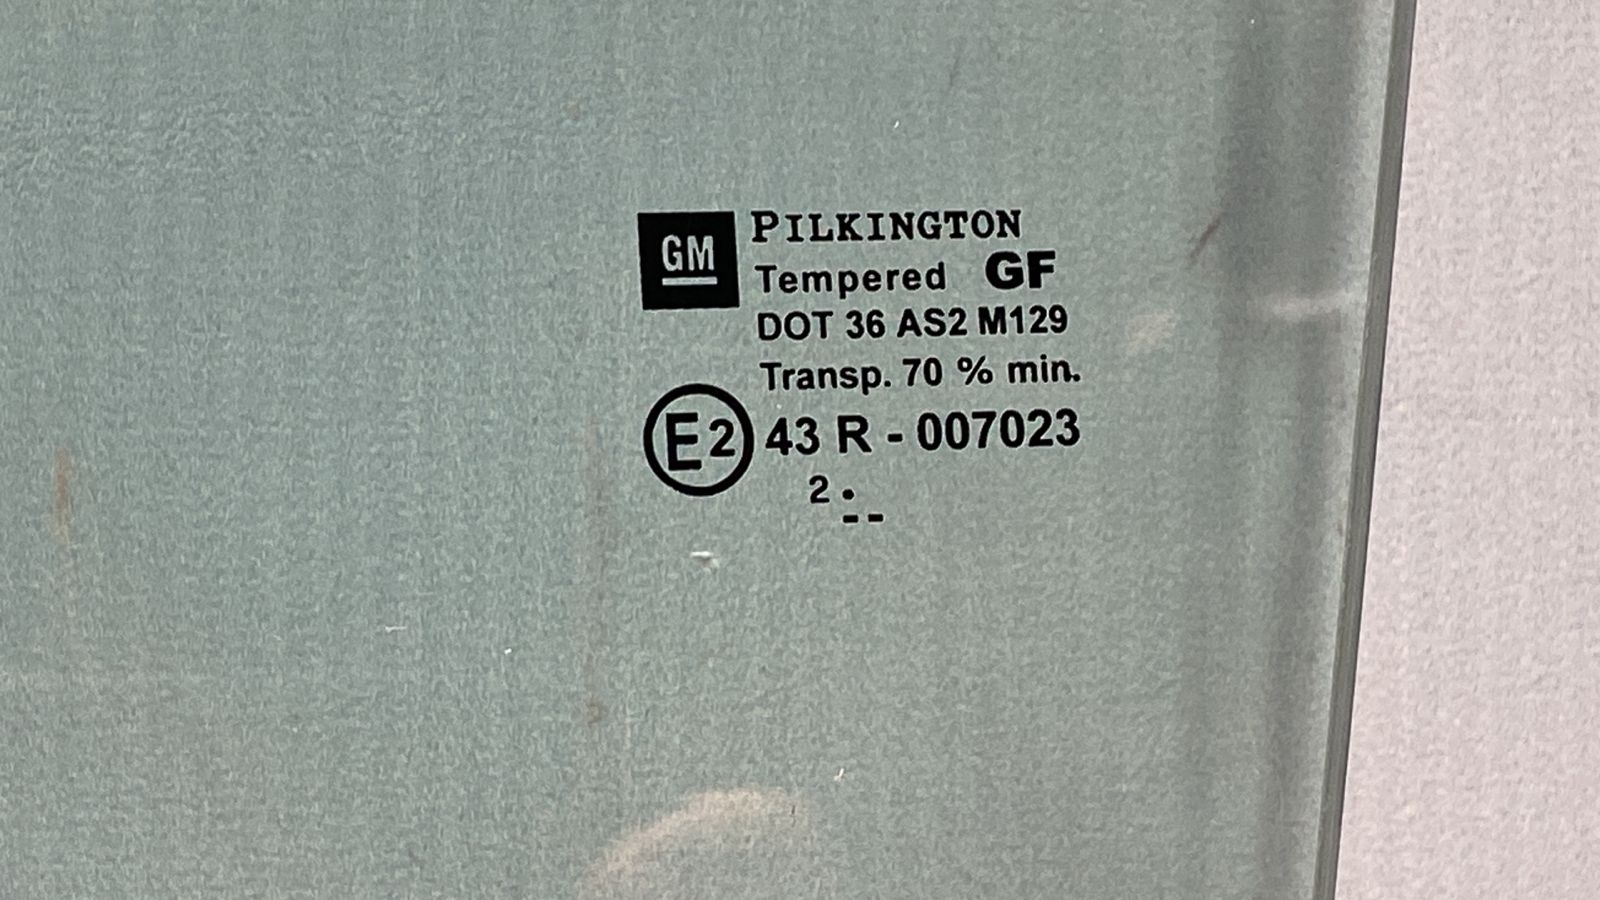 GM PILKINGTON
Tempered GF
DOT 36 AS2 M129
Transp. 70 % min.
E2 43 R - 007023
2 .
- -